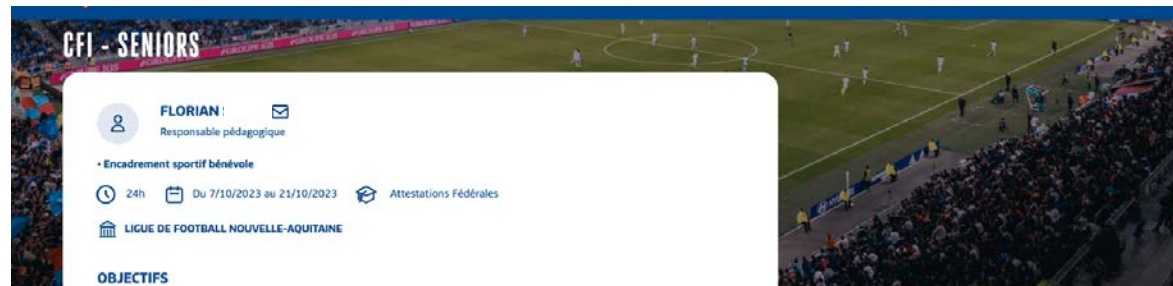 CFI - SENIORS
FLORIAN
Responsable pédagogique
• Encadrement sportif bénévole
24h Du 7/10/2023 au 21/10/2023 Attestations Fédérales
LIGUE DE FOOTBALL NOUVELLE-AQUITAINE
OBJECTIFS